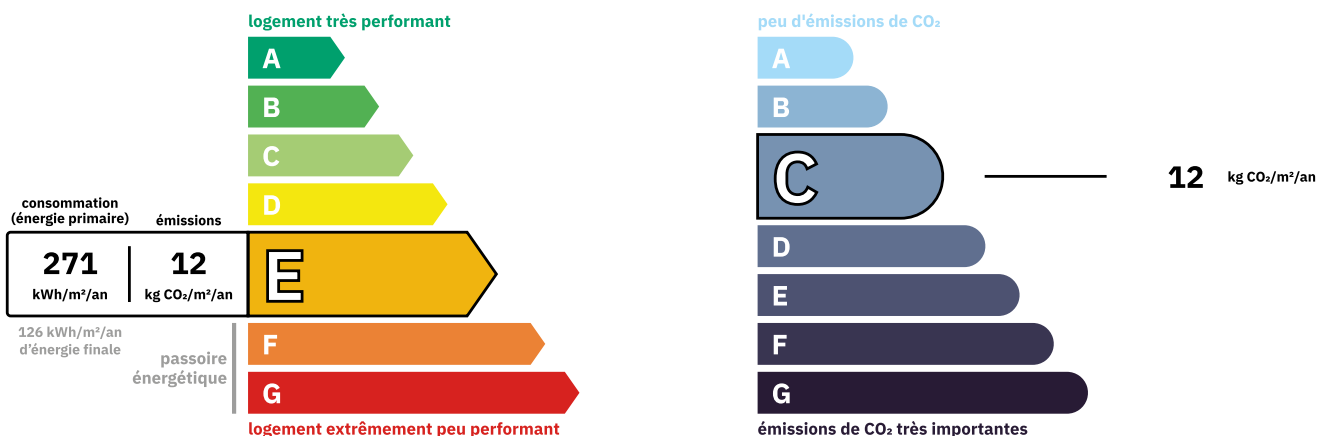 logement très performant
A
B
C
D
consommation
(énergie primaire)
émissions
271
kWh/m²/an
12
kg CO₂/m²/an
E
126 kWh/m²/an
d'énergie finale
passoire
énergétique
F
G
logement extrêmement peu performant
peu d'émissions de CO₂
A
B
C
12
kg CO₂/m²/an
D
E
F
G
émissions de CO₂ très importantes